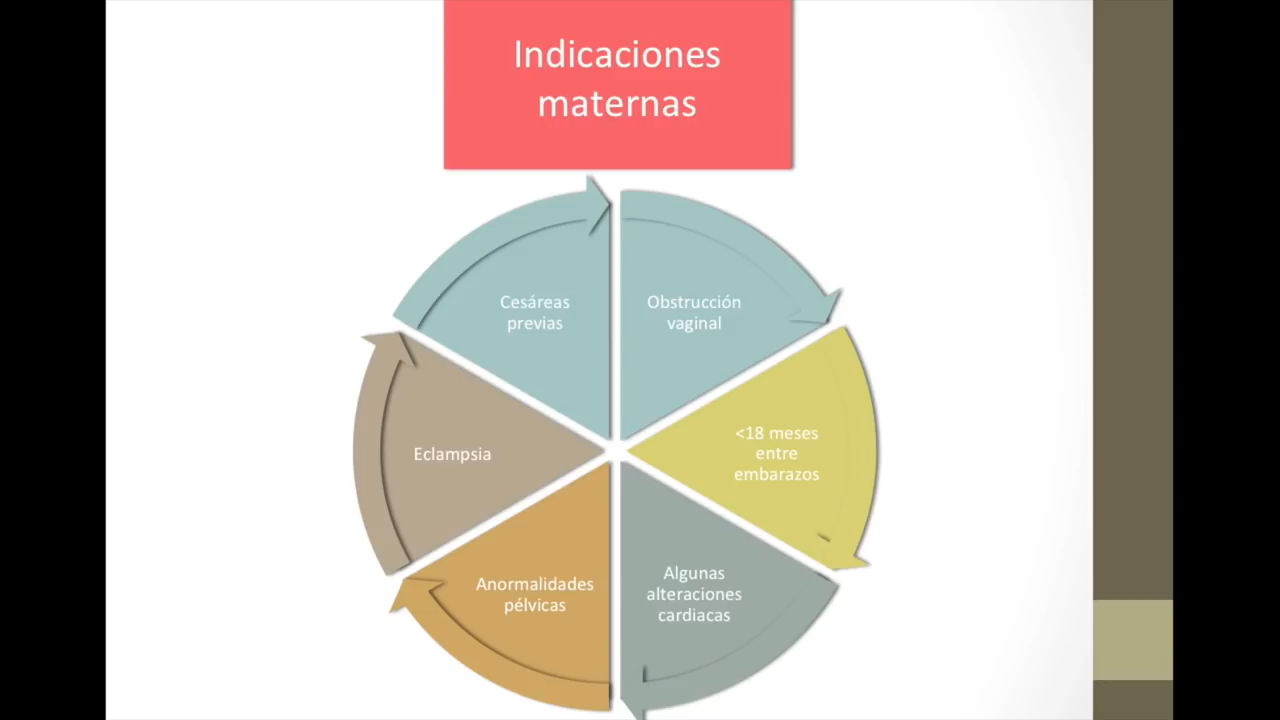 Indicaciones
maternas
Cesáreas
previas
Obstrucción
vaginal
<18 meses
entre
embarazos
Algunas
alteraciones
cardiacas
Anormalidades
pélvicas
Eclampsia